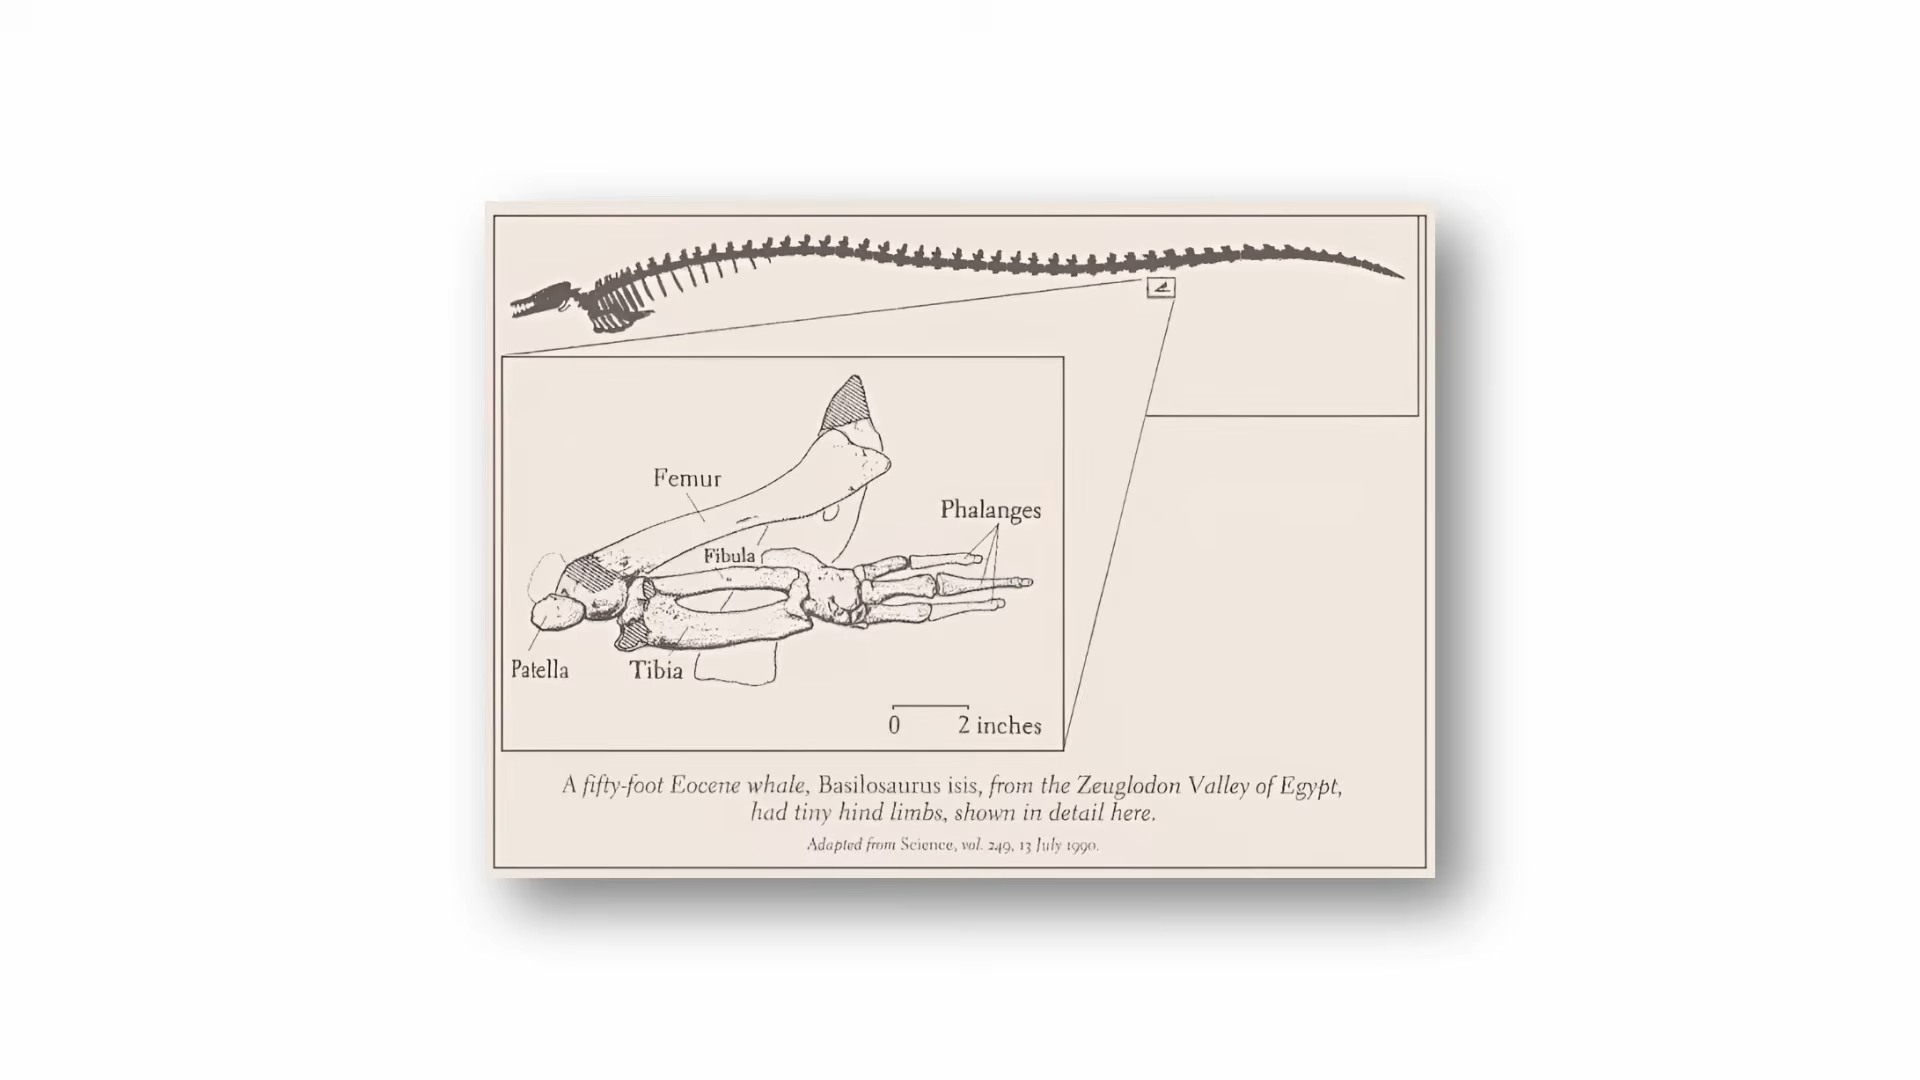 Femur
Phalanges
Fibula
Patella
Tibia
0 2 inches
A fifty-foot Eocene whale, Basilosaurus isis, from the Zeuglodon Valley of Egypt,
had tiny hind limbs, shown in detail here.
Adapted from Science, vol. 249, 13 July 1990.